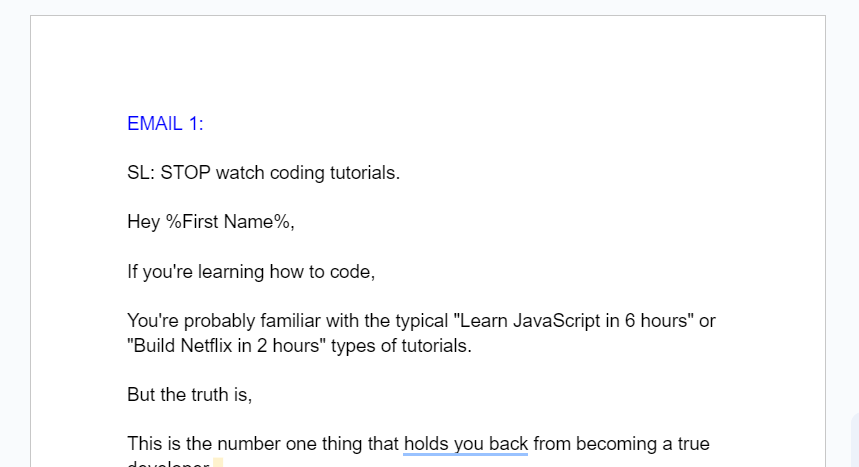 EMAIL 1:
SL: STOP watch coding tutorials.
Hey %First Name%,
If you're learning how to code,
You're probably familiar with the typical "Learn JavaScript in 6 hours" or
"Build Netflix in 2 hours" types of tutorials.
But the truth is,
This is the number one thing that holds you back from becoming a true
developer.